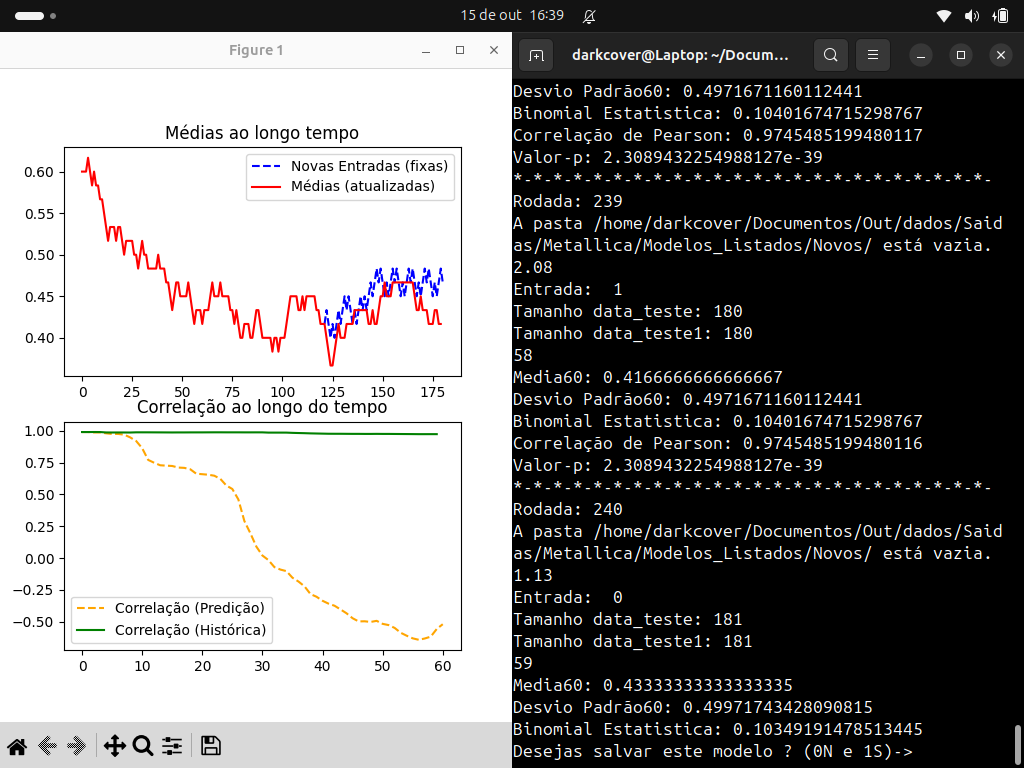 15 de out 16:39
Figure 1
Médias ao longo tempo
Novas Entradas (fixas)
Médias (atualizadas)
0.60
0.55
0.50
0.45
0.40
0 25 50 75 100 125 150 175
Correlação ao longo do tempo
1.00
0.75
0.50
0.25
0.00
−0.25
−0.50
Correlação (Predição)
Correlação (Histórica)
0 10 20 30 40 50 60
darkcover@Laptop: ~/Docum...
Desvio Padrão60: 0.4971671160112441
Binomial Estatistica: 0.10401674715298767
Correlação de Pearson: 0.9745485199480117
Valor-p: 2.3089432254988127e-39
*-*-*-*-*-*-*-*-*-*-*-*-*-*-*-*-*-*-*-*-*-*-*-*-
Rodada: 239
A pasta /home/darkcover/Documentos/Out/dados/Said
as/Metallica/Modelos_Listados/Novos/ está vazia.
2.08
Entrada:  1
Tamanho data_teste: 180
Tamanho data_teste1: 180
58
Media60: 0.4166666666666667
Desvio Padrão60: 0.4971671160112441
Binomial Estatistica: 0.10401674715298767
Correlação de Pearson: 0.9745485199480116
Valor-p: 2.3089432254988127e-39
*-*-*-*-*-*-*-*-*-*-*-*-*-*-*-*-*-*-*-*-*-*-*-*-
Rodada: 240
A pasta /home/darkcover/Documentos/Out/dados/Said
as/Metallica/Modelos_Listados/Novos/ está vazia.
1.13
Entrada:  0
Tamanho data_teste: 181
Tamanho data_teste1: 181
59
Media60: 0.43333333333333335
Desvio Padrão60: 0.49971743428090815
Binomial Estatistica: 0.10349191478513445
Desejas salvar este modelo ? (0N e 1S)->